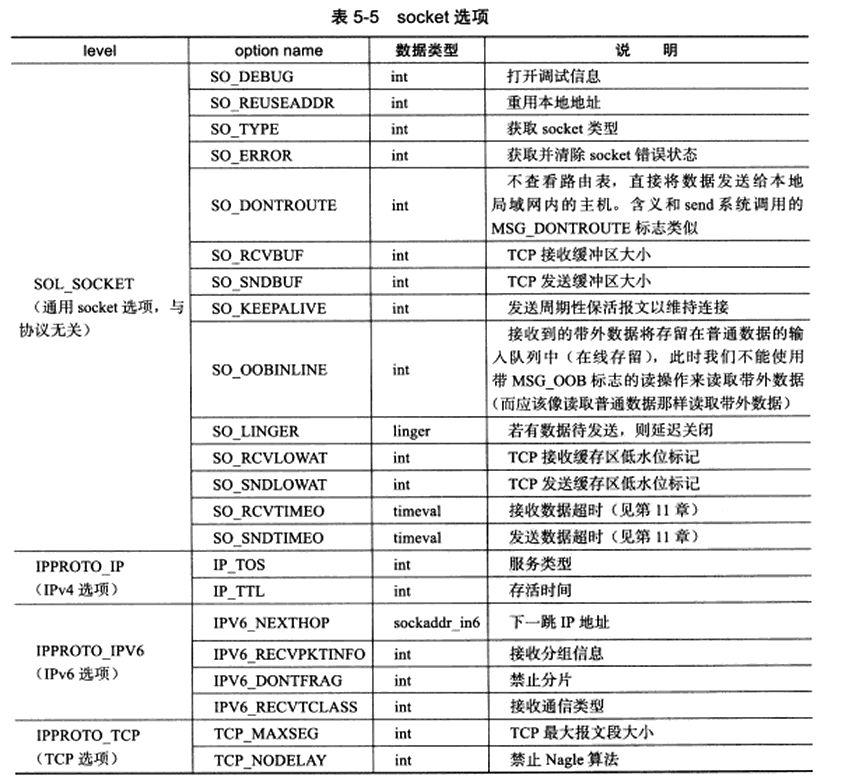 表 5-5 socket 选项
level option name 数据类型 说 明
SOL_SOCKET
（通用 socket 选项，与
协议无关）
SO_DEBUG int 打开调试信息
SO_REUSEADDR int 重用本地地址
SO_TYPE int 获取 socket 类型
SO_ERROR int 获取并清除 socket 错误状态
SO_DONTROUTE int 不查看路由表，直接将数据发送给本地
局域网内的主机。含义和 send 系统调用的
MSG_DONTROUTE 标志类似
SO_RCVBUF int TCP 接收缓冲区大小
SO_SNDBUF int TCP 发送缓冲区大小
SO_KEEPALIVE int 发送周期性保活报文以维持连接
SO_OOBINLINE int 接收到的带外数据将存留在普通数据的输
入队列中（在线存留），此时我们不能使用
带 MSG_OOB 标志的读操作来读取带外数据
（而应该像读取普通数据那样读取带外数据）
SO_LINGER linger 若有数据待发送，则延迟关闭
SO_RCVLOWAT int TCP 接收缓存区低水位标记
SO_SNDLOWAT int TCP 发送缓存区低水位标记
SO_RCVTIMEO timeval 接收数据超时（见第 11 章）
SO_SNDTIMEO timeval 发送数据超时（见第 11 章）
IPPROTO_IP
（IPv4 选项）
IP_TOS int 服务类型
IP_TTL int 存活时间
IPPROTO_IPV6
（IPv6 选项）
IPV6_NEXTHOP sockaddr_in6 下一跳 IP 地址
IPV6_RECVPKTINFO int 接收分组信息
IPV6_DONTFRAG int 禁止分片
IPV6_RECVTCLASS int 接收通信类型
IPPROTO_TCP
（TCP 选项）
TCP_MAXSEG int TCP 最大报文段大小
TCP_NODELAY int 禁止 Nagle 算法